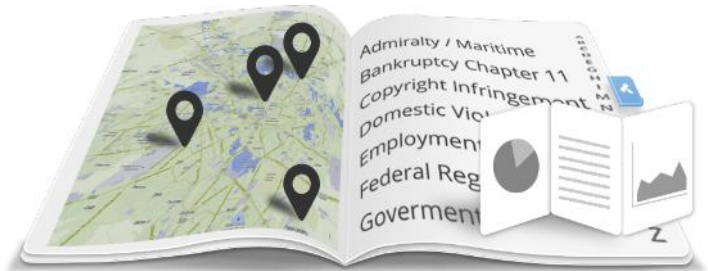 Admiralty / Maritime
Bankruptcy Chapter 11
Copyright Infringement
Domestic Viol
Employment
Federal Reg
Goverment
Z